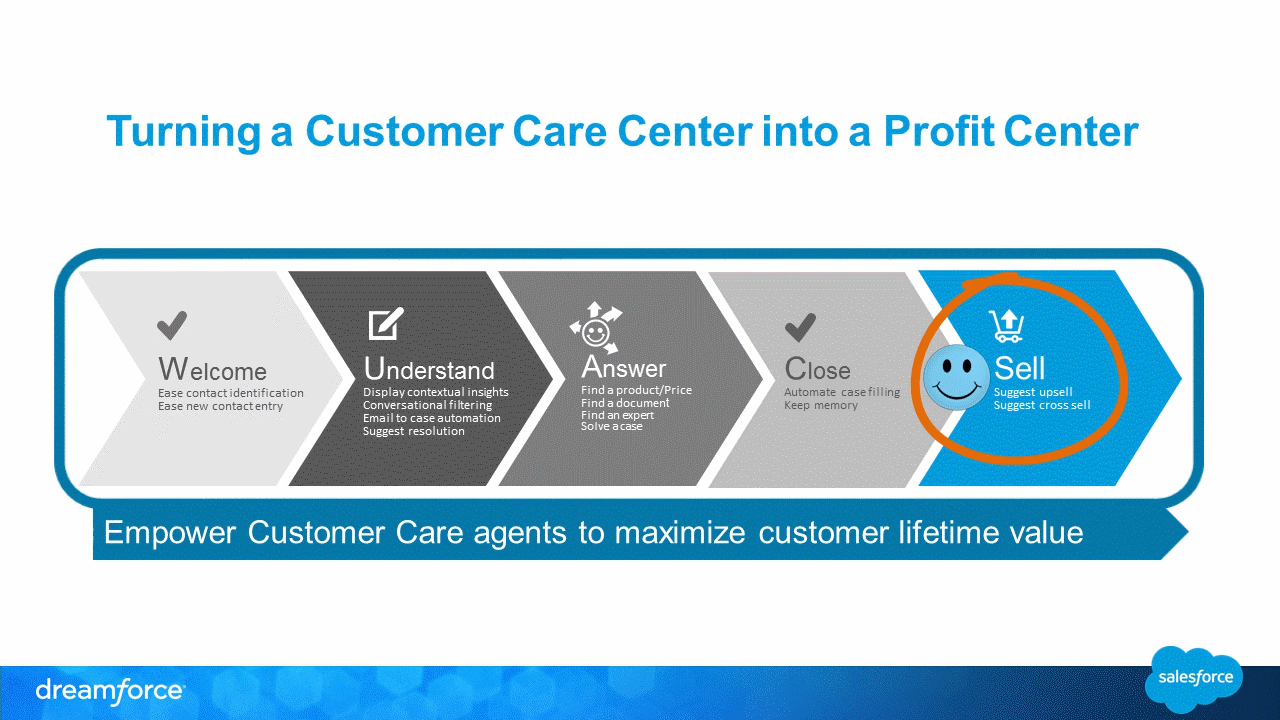 Turning a Customer Care Center into a Profit Center
Welcome
Ease contact identification
Ease new contact entry
Understand
Display contextual insights
Conversational filtering
Email to case automation
Suggest resolution
Answer
Find a product/Price
Find a document
Find an expert
Solve a case
Close
Automate case filling
Keep memory
Sell
Suggest upsell
Suggest cross sell
Empower Customer Care agents to maximize customer lifetime value
dreamforce
salesforce